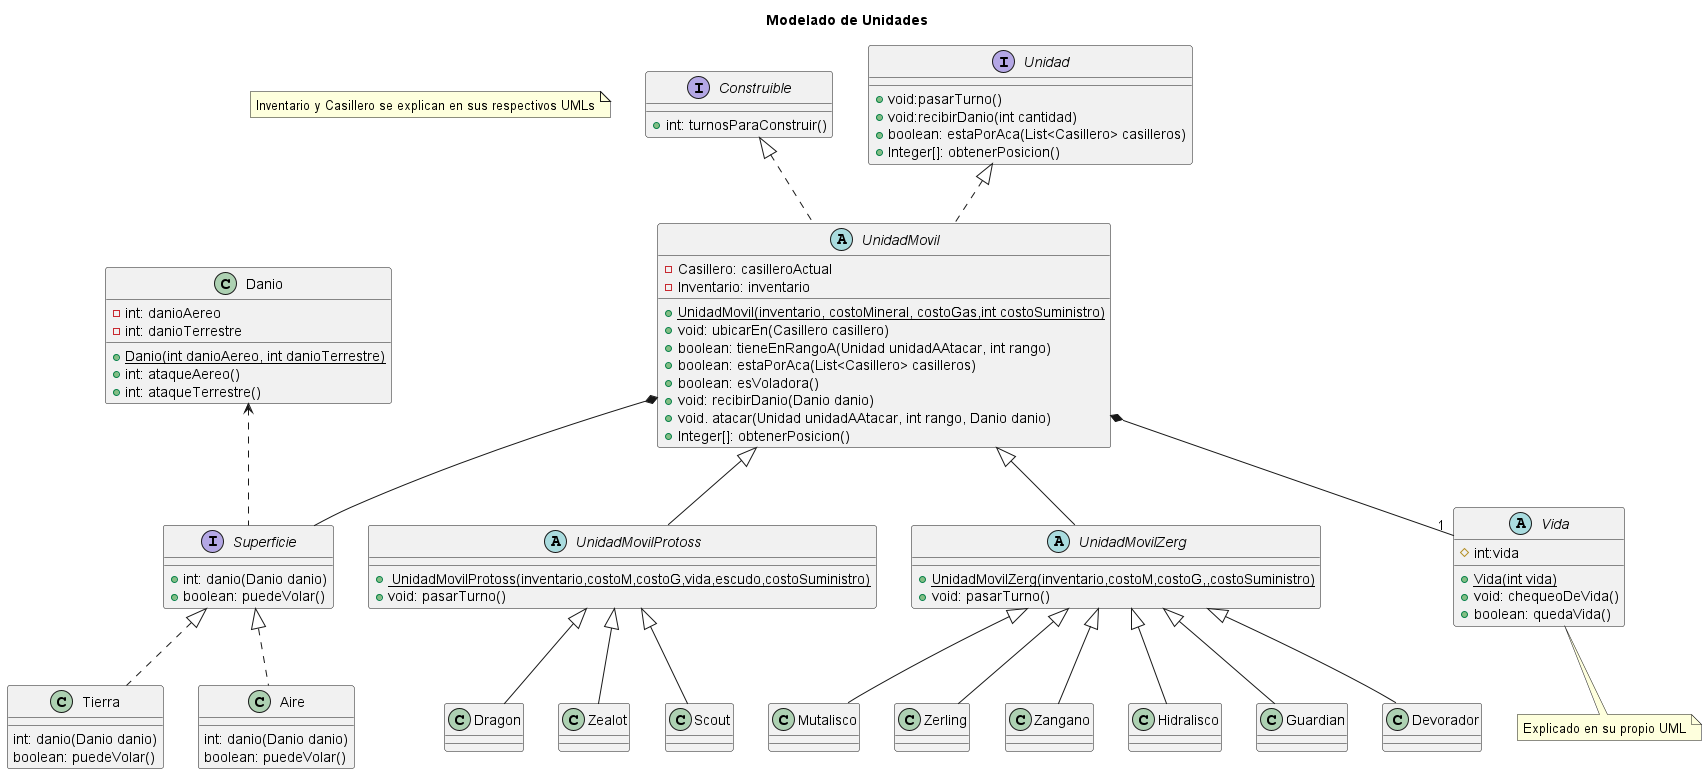 Modelado de Unidades
Inventario y Casillero se explican en sus respectivos UMLs
I Construible
int: turnosParaConstruir()
I Unidad
void:pasarTurno()
void:recibirDanio(int cantidad)
boolean: estaPorAca(List<Casillero> casilleros)
Integer[]: obtenerPosicion()
A UnidadMovil
Casillero: casilleroActual
Inventario: inventario
UnidadMovil(inventario, costoMineral, costoGas,int costoSuministro)
void: ubicarEn(Casillero casillero)
boolean: tieneEnRangoA(Unidad unidadAAtacar, int rango)
boolean: estaPorAca(List<Casillero> casilleros)
boolean: esVoladora()
void: recibirDanio(Danio danio)
void. atacar(Unidad unidadAAtacar, int rango, Danio danio)
Integer[]: obtenerPosicion()
C Danio
int: danioAereo
int: danioTerrestre
Danio(int danioAereo, int danioTerrestre)
int: ataqueAereo()
int: ataqueTerrestre()
I Superficie
int: danio(Danio danio)
boolean: puedeVolar()
A UnidadMovilProtoss
UnidadMovilProtoss(inventario,costoM,costoG,vida,escudo,costoSuministro)
void: pasarTurno()
A UnidadMovilZerg
UnidadMovilZerg(inventario,costoM,costoG,,costoSuministro)
void: pasarTurno()
1
A Vida
int:vida
Vida(int vida)
void: chequeoDeVida()
boolean: quedaVida()
C Tierra
int: danio(Danio danio)
boolean: puedeVolar()
C Aire
int: danio(Danio danio)
boolean: puedeVolar()
C Dragon
C Zealot
C Scout
C Mutalisco
C Zerling
C Zangano
C Hidralisco
C Guardian
C Devorador
Explicado en su propio UML